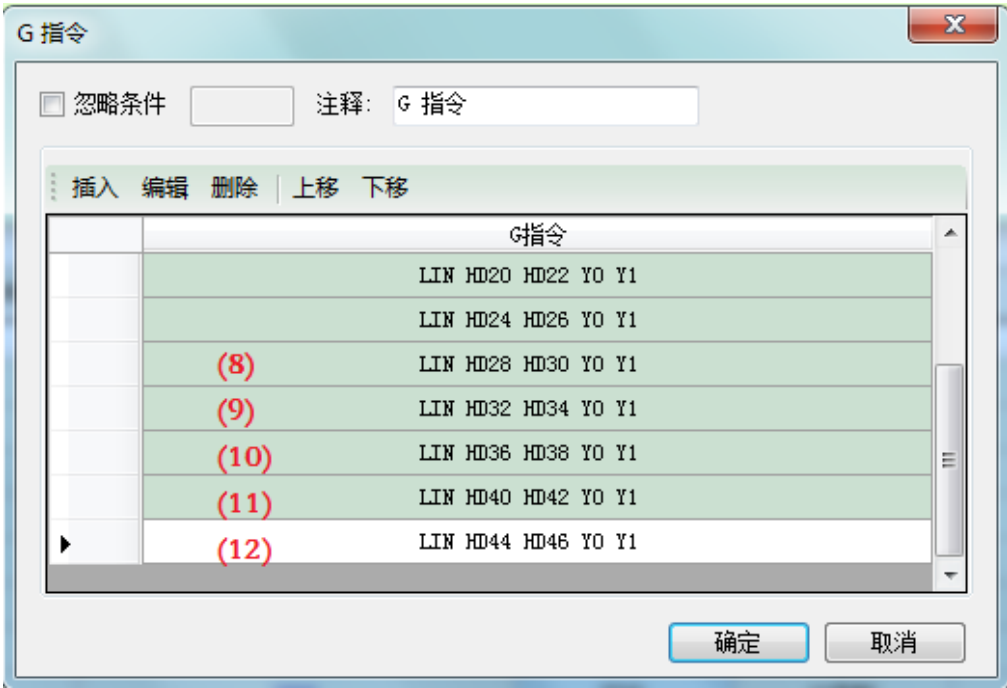 G 指令
忽略条件 注释: G 指令
插入 编辑 删除 上移 下移
G指令
LIN HD20 HD22 Y0 Y1
LIN HD24 HD26 Y0 Y1
(8) LIN HD28 HD30 Y0 Y1
(9) LIN HD32 HD34 Y0 Y1
(10) LIN HD36 HD38 Y0 Y1
(11) LIN HD40 HD42 Y0 Y1
(12) LIN HD44 HD46 Y0 Y1
确定 取消